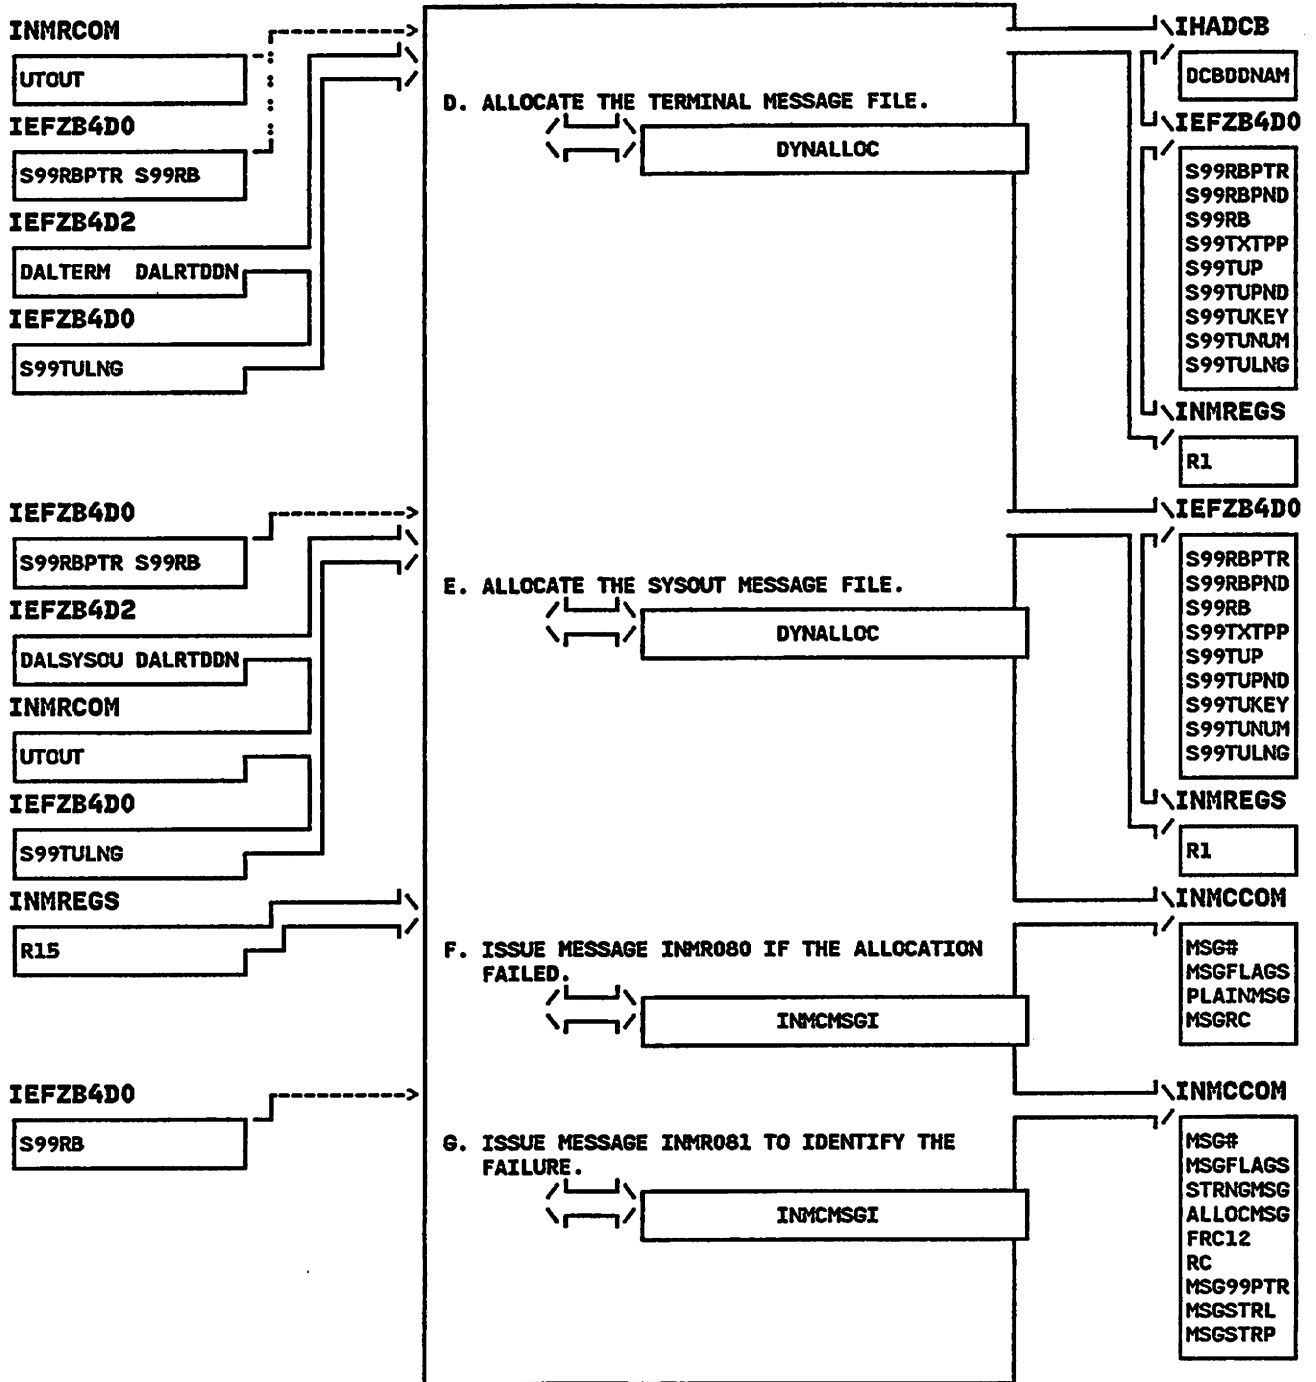 INMRCOM
UTOUT
IEFZB4D0
S99RBPTR S99RB
IEFZB4D2
DALTERM DALRTDDN
IEFZB4D0
S99TULNG
D. ALLOCATE THE TERMINAL MESSAGE FILE.
DYNALLOC
IHADCB
DCBDDNAM
IEFZB4D0
S99RBPTR
S99RBPND
S99RB
S99TXTPP
S99TUP
S99TUPND
S99TUKEY
S99TUNUM
S99TULNG
INMREGS
R1
IEFZB4D0
S99RBPTR S99RB
IEFZB4D2
DALSYSOU DALRTDDN
INMRCOM
UTOUT
IEFZB4D0
S99TULNG
E. ALLOCATE THE SYSOUT MESSAGE FILE.
DYNALLOC
IEFZB4D0
S99RBPTR
S99RBPND
S99RB
S99TXTPP
S99TUP
S99TUPND
S99TUKEY
S99TUNUM
S99TULNG
INMREGS
R1
INMREGS
R15
F. ISSUE MESSAGE INMR080 IF THE ALLOCATION
FAILED.
INMCMSGI
INMCCOM
MSG#
MSGFLAGS
PLAINMSG
MSGRC
IEFZB4D0
S99RB
G. ISSUE MESSAGE INMR081 TO IDENTIFY THE
FAILURE.
INMCMSGI
INMCCOM
MSG#
MSGFLAGS
STRNGMSG
ALLOCMSG
FRC12
RC
MSG99PTR
MSGSTRL
MSGSTRP